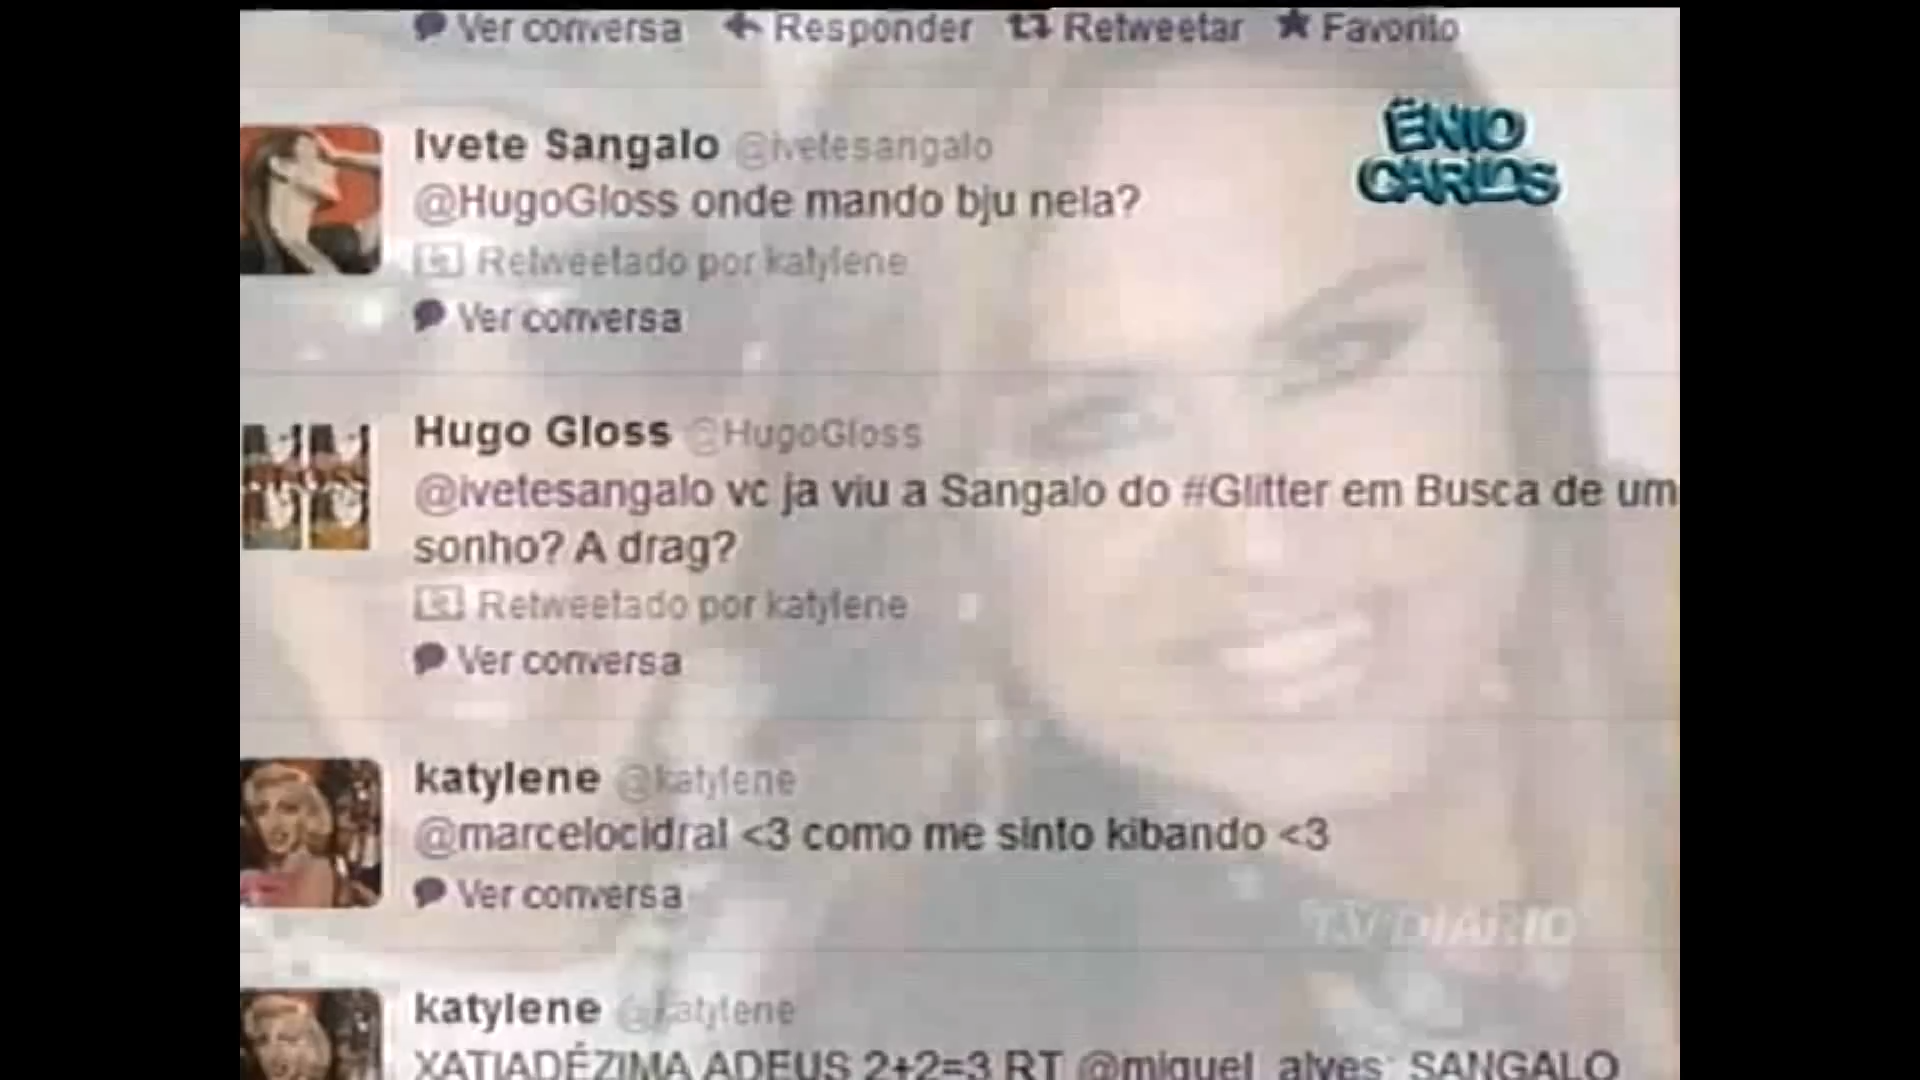 Ver conversa Responder Retweetar Favorito
Ivete Sangalo @ivetesangalo
@HugoGloss onde mando bju nela?
Retweetado por katylene
Ver conversa
ÊNIO
CARLOS
Hugo Gloss @HugoGloss
@ivetesangalo vc ja viu a Sangalo do #Glitter em Busca de um
sonho? A drag?
Retweetado por katylene
Ver conversa
katylene @katylene
@marcelocidral <3 como me sinto kibando <3
Ver conversa
TV DIÁRIO
katylene @katylene
XATIADÉZIMA ADEUS 2+2=3 RT @miguel_alves: SANGALO